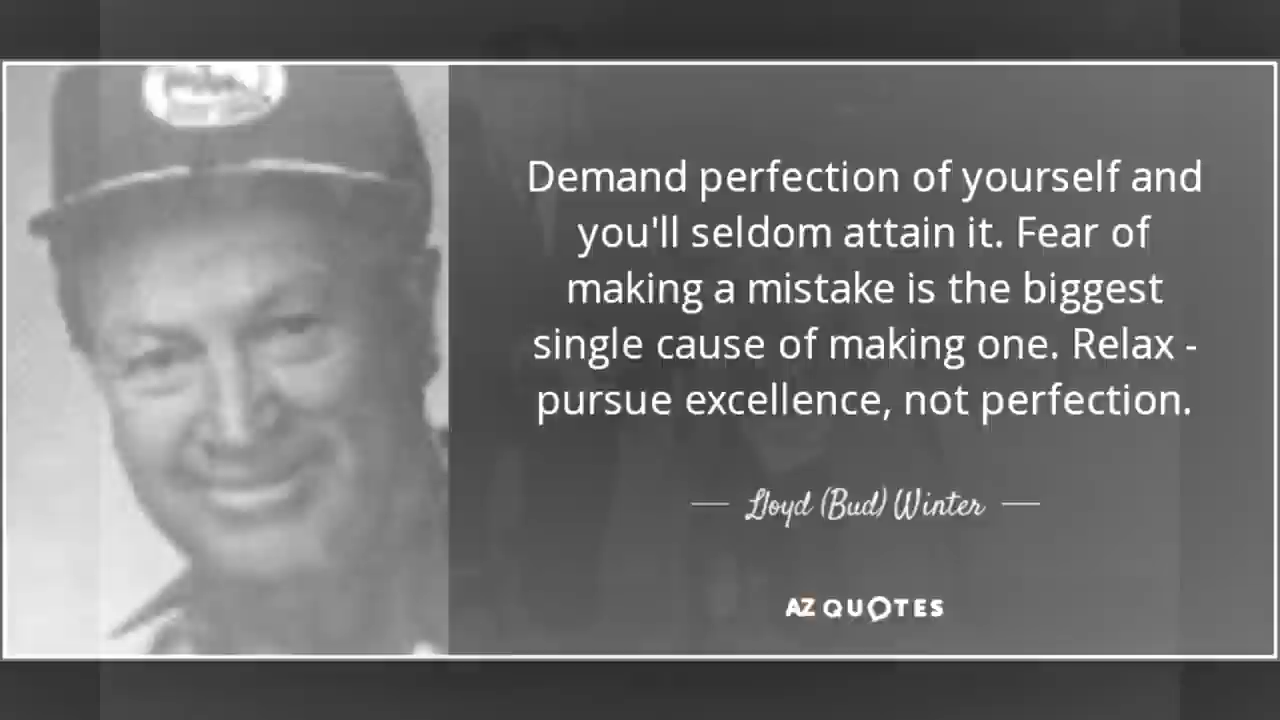 Demand perfection of yourself and
you'll seldom attain it. Fear of
making a mistake is the biggest
single cause of making one. Relax -
pursue excellence, not perfection.
Lloyd (Bud) Winter
AZ QUOTES